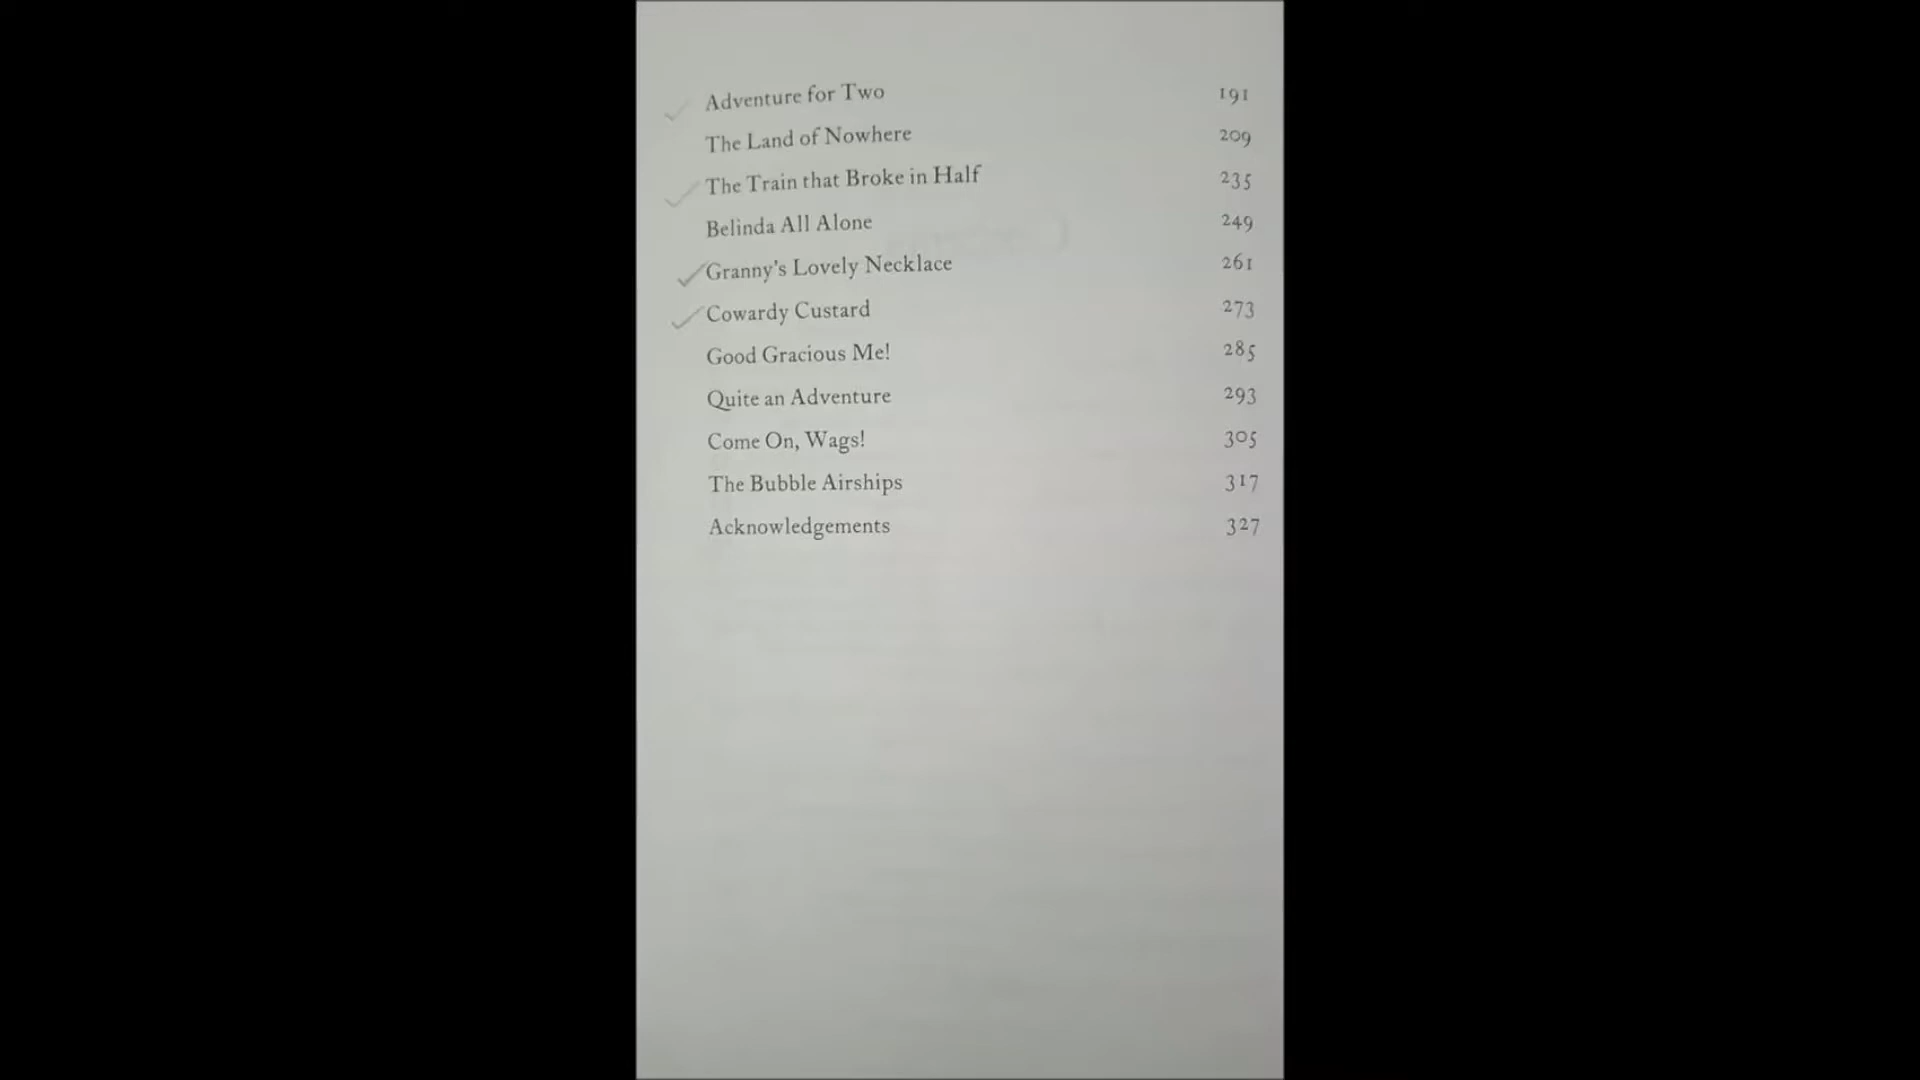 Adventure for Two 191
The Land of Nowhere 209
The Train that Broke in Half 235
Belinda All Alone 249
Granny's Lovely Necklace 261
Cowardy Custard 273
Good Gracious Me! 285
Quite an Adventure 293
Come On, Wags! 305
The Bubble Airships 317
Acknowledgements 327